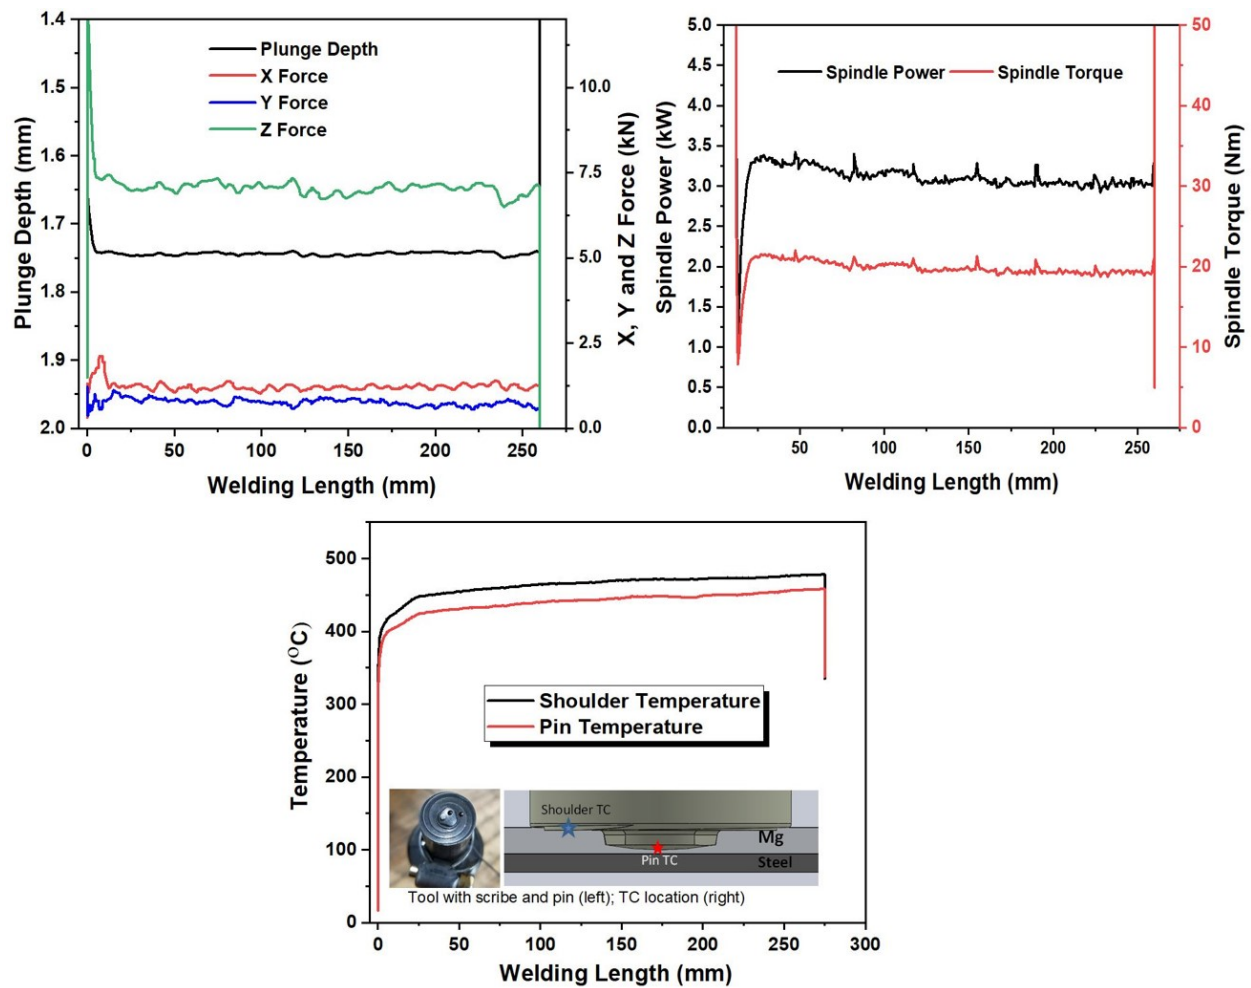 1.4
1.5
1.6
1.7
1.8
1.9
2.0
Plunge Depth (mm)
Plunge Depth
X Force
Y Force
Z Force
10.0
7.5
5.0
2.5
0.0
X, Y and Z Force (kN)
0 50 100 150 200 250
Welding Length (mm)
5.0
4.5
4.0
3.5
3.0
2.5
2.0
1.5
1.0
0.5
0.0
Spindle Power (kW)
Spindle Power Spindle Torque
50
40
30
20
10
0
Spindle Torque (Nm)
50 100 150 200 250
Welding Length (mm)
500
400
300
200
100
0
Temperature (OC)
Shoulder Temperature
Pin Temperature
Shoulder TC
Mg
Pin TC
Steel
Tool with scribe and pin (left); TC location (right)
0 50 100 150 200 250 300
Welding Length (mm)